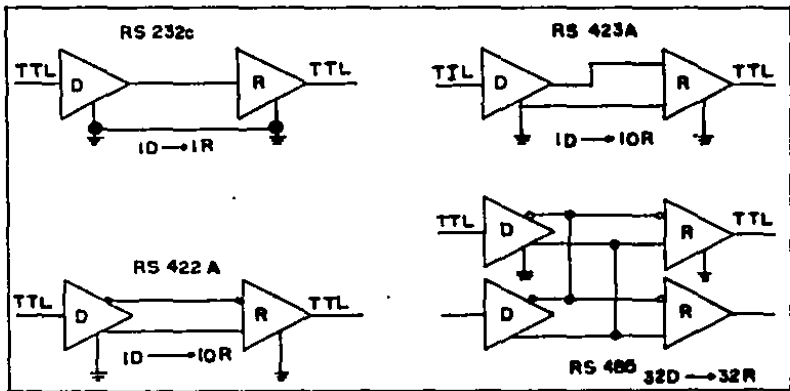 RS 232c
TTL D R TTL
1D → 1R
RS 423A
TTL D R TTL
1D → 10R
RS 422 A
TTL D R TTL
1D → 10R
TTL D R TTL
D R
RS 485 32D → 32R